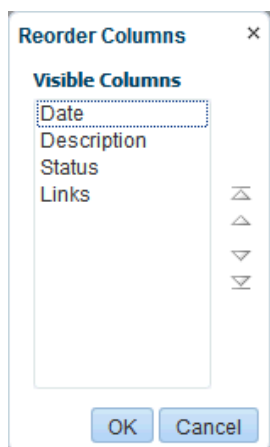 Reorder Columns
Visible Columns
Date
Description
Status
Links
OK Cancel